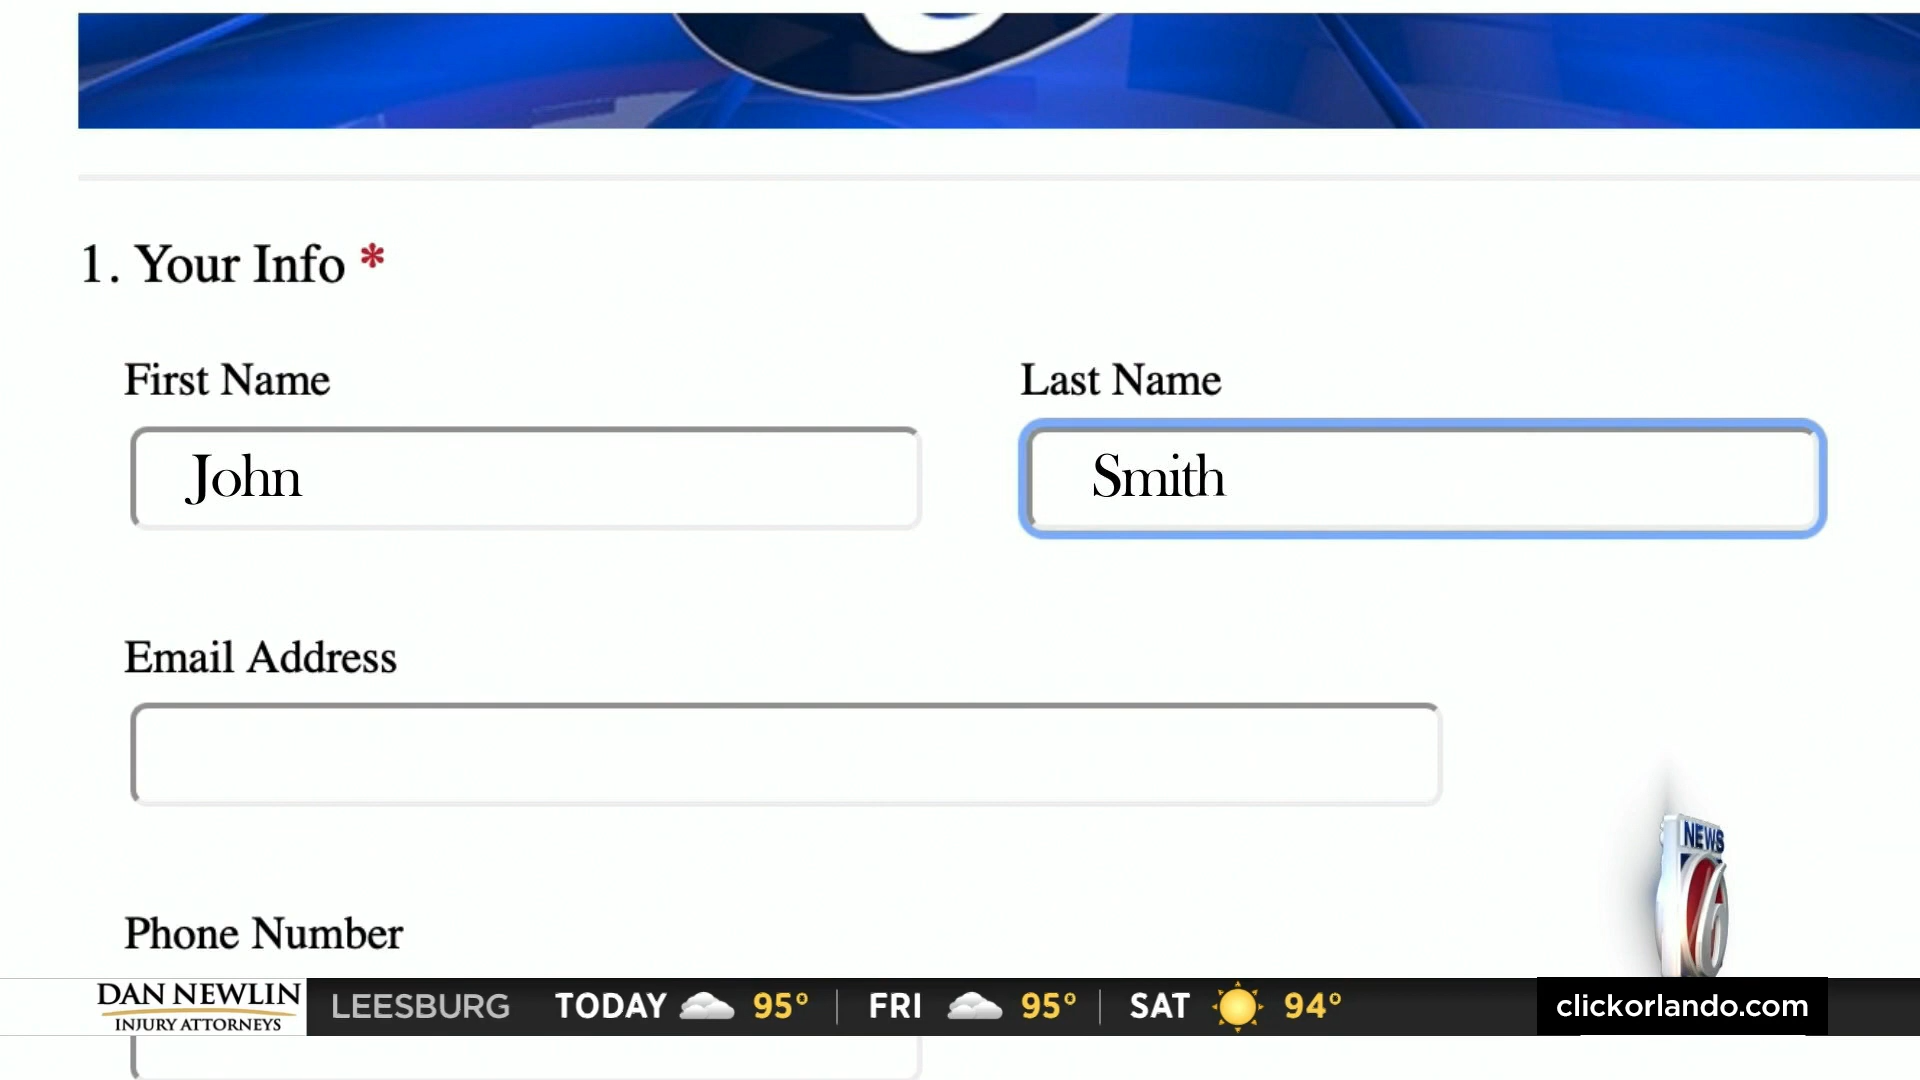 1. Your Info *
First Name
Last Name
John
Smith
Email Address
Phone Number
NEWS
6
DAN NEWLIN
INJURY ATTORNEYS
LEESBURG TODAY 95° FRI 95° SAT 94°
clickorlando.com